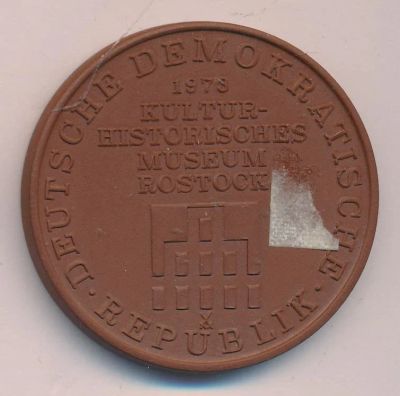 DEUTSCHE DEMOKRATISCHE
· REPUBLIK ·
1978
KULTUR-
HISTORISCHES
MUSEUM
ROSTOCK